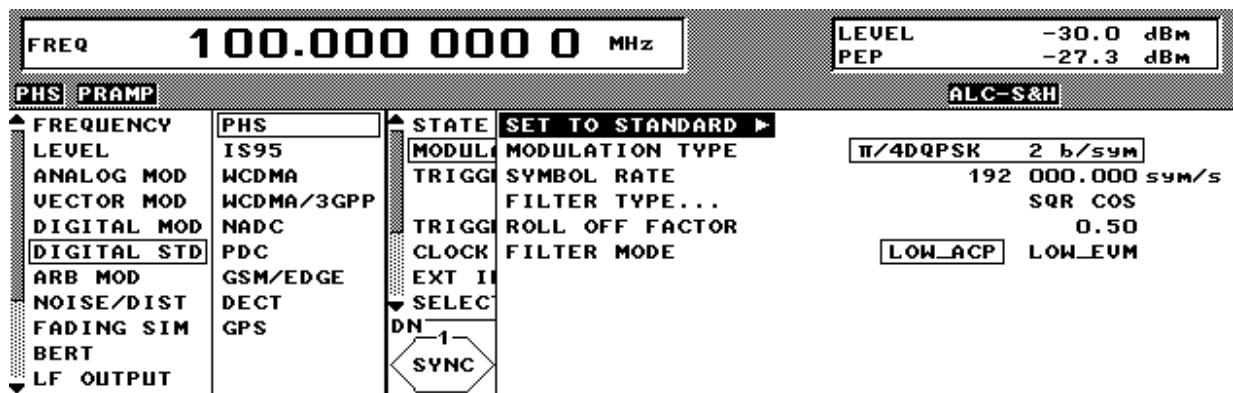 FREQ 100.000 000 0 MHz
LEVEL -30.0 dBm
PEP -27.3 dBm
PHS PRAMP ALC-S&H
FREQUENCY
LEVEL
ANALOG MOD
VECTOR MOD
DIGITAL MOD
DIGITAL STD
ARB MOD
NOISE/DIST
FADING SIM
BERT
LF OUTPUT
PHS
IS95
WCDMA
WCDMA/3GPP
NADC
PDC
GSM/EDGE
DECT
GPS
STATE
MODUL
TRIGG
TRIGG
CLOCK
EXT I
SELEC
DN
1
SYNC
SET TO STANDARD ▶
MODULATION TYPE π/4DQPSK 2 b/sym
SYMBOL RATE 192 000.000 sym/s
FILTER TYPE... SQR COS
ROLL OFF FACTOR 0.50
FILTER MODE LOW_ACP LOW_EVM